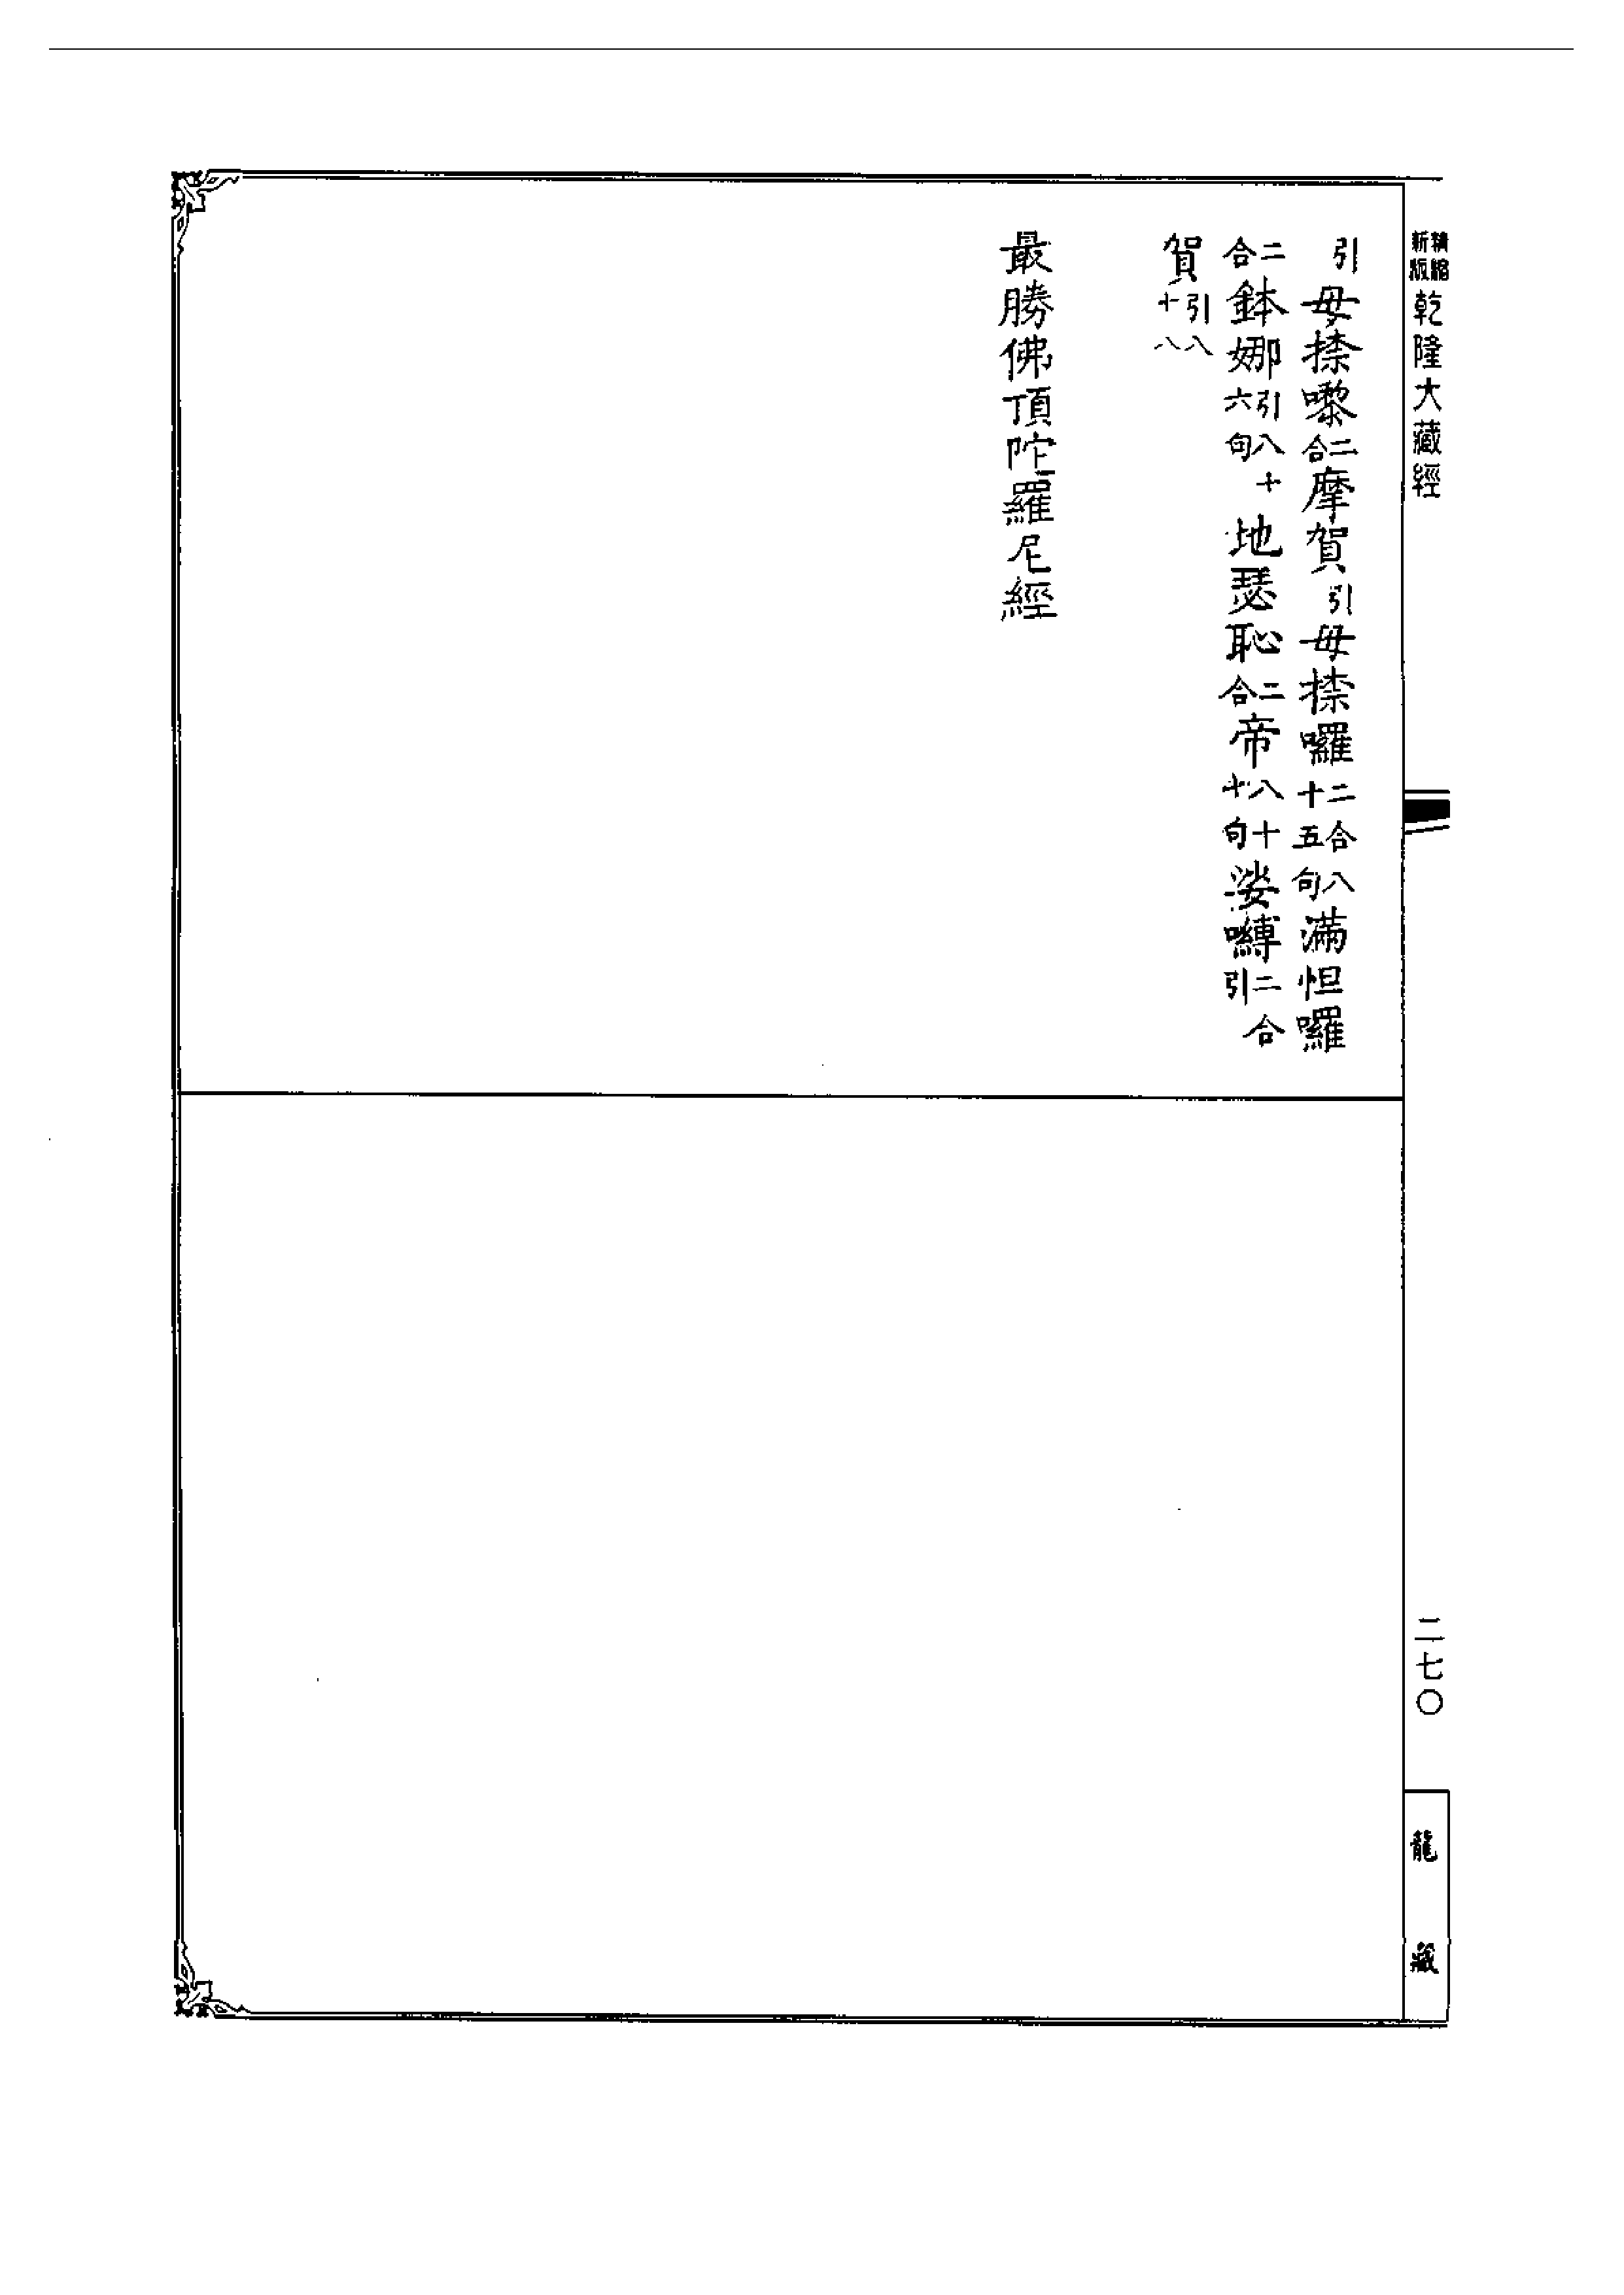 精縮新版乾隆大藏經
引母捺嚟二合摩賀引母捺囉二合八十五句滿怛囉
二合鉢娜引八十六句地瑟恥二合帝八十七句娑嚩二合引
賀引八十八
最勝佛頂陀羅尼經
二七〇
龍藏